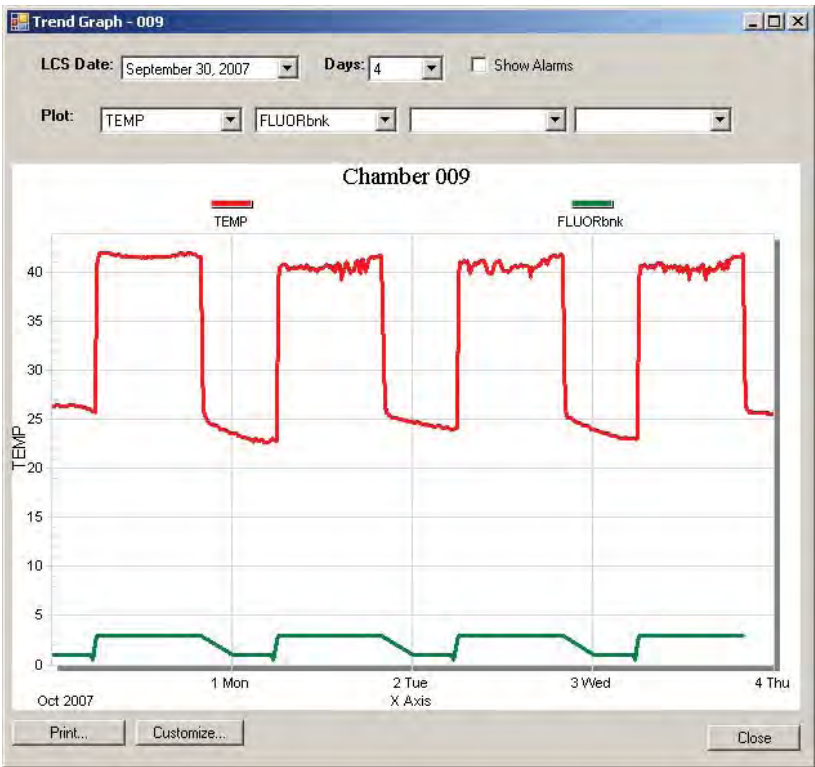 Trend Graph - 009
LCS Date: September 30, 2007 Days: 4 Show Alarms
Plot: TEMP FLUORbnk
Chamber 009
TEMP FLUORbnk
40
35
30
25
TEMP
20
15
10
5
0
1 Mon 2 Tue 3 Wed 4 Thu
Oct 2007 X Axis
Print... Customize... Close